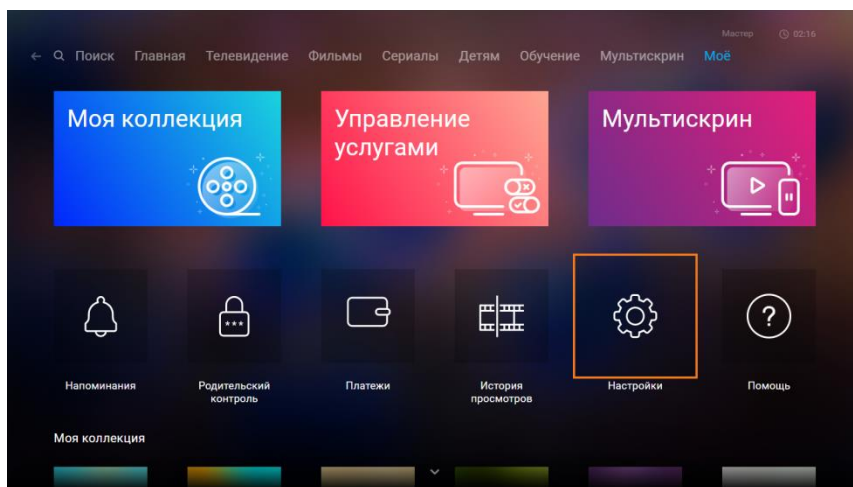 Мастер 02:16
Поиск Главная Телевидение Фильмы Сериалы Детям Обучение Мультискрин Моё
Моя коллекция
Управление
услугами
Мультискрин
***
?
Напоминания
Родительский
контроль
Платежи
История
просмотров
Настройки
Помощь
Моя коллекция